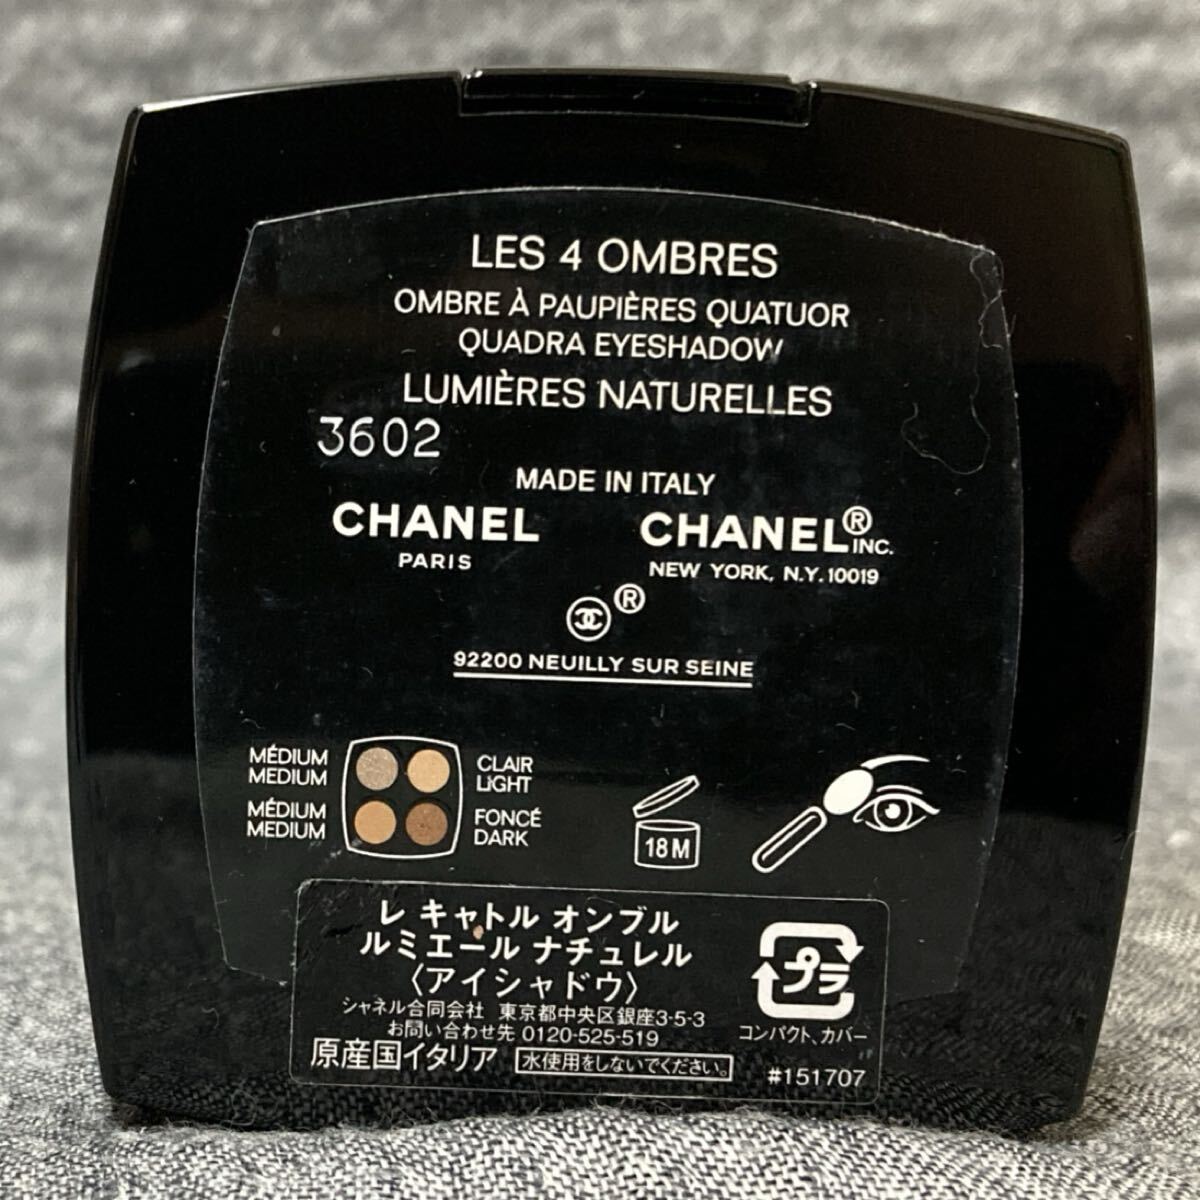 LES 4 OMBRES
OMBRE À PAUPIÈRES QUATUOR
QUADRA EYESHADOW
LUMIÈRES NATURELLES
3602
MADE IN ITALY
CHANEL CHANEL® INC.
PARIS NEW YORK, N.Y. 10019
®
92200 NEUILLY SUR SEINE
MÉDIUM CLAIR
MEDIUM LIGHT
MÉDIUM FONCÉ
MEDIUM DARK
18 M
レ キャトル オンブル
ルミエール ナチュレル
〈アイシャドウ〉
シャネル合同会社 東京都中央区銀座3-5-3
お問い合わせ先 0120-525-519
原産国イタリア 水使用をしないでください。
プラ
コンパクト、カバー
#151707